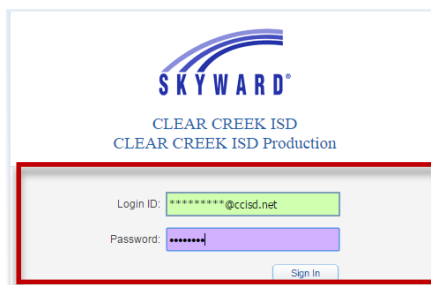 SKYWARD®
CLEAR CREEK ISD
CLEAR CREEK ISD Production
Login ID: *********@ccisd.net
Password: ••••••••
Sign In